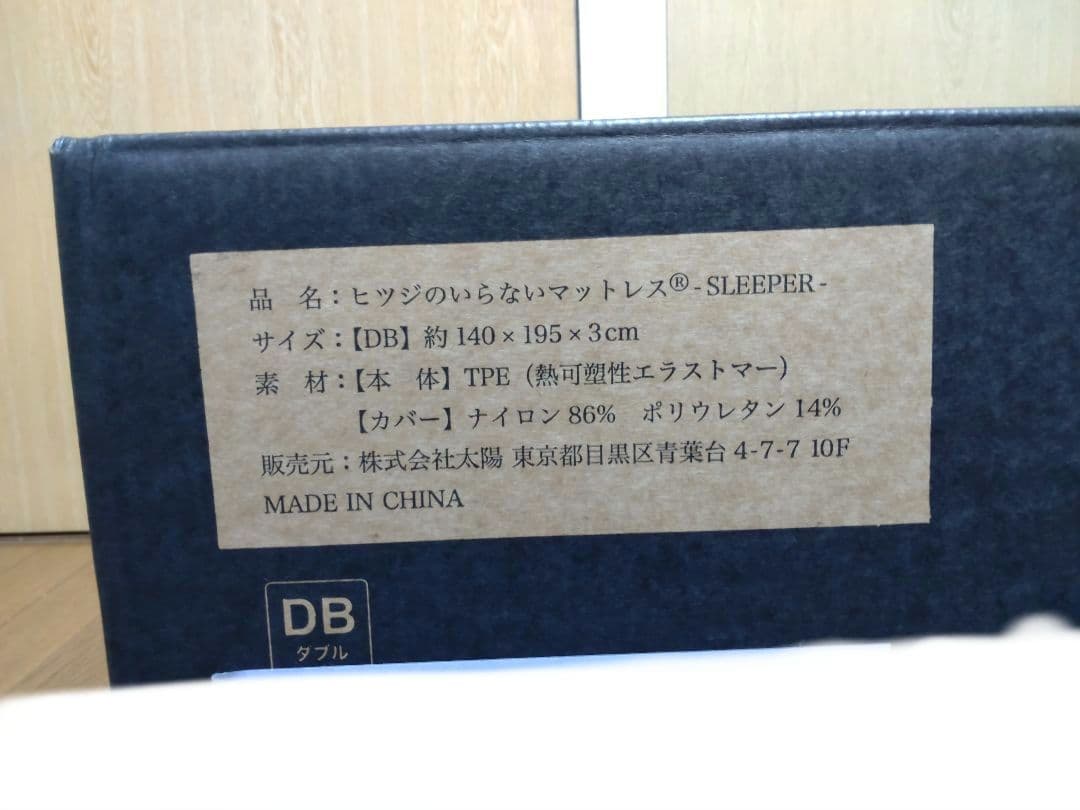 品　名：ヒツジのいらないマットレス®-SLEEPER-
サイズ：【DB】約 140×195×3cm
素　材：【本　体】TPE（熱可塑性エラストマー）
【カバー】ナイロン 86%　ポリウレタン 14%
販売元：株式会社太陽 東京都目黒区青葉台 4-7-7 10F
MADE IN CHINA
DB
ダブル